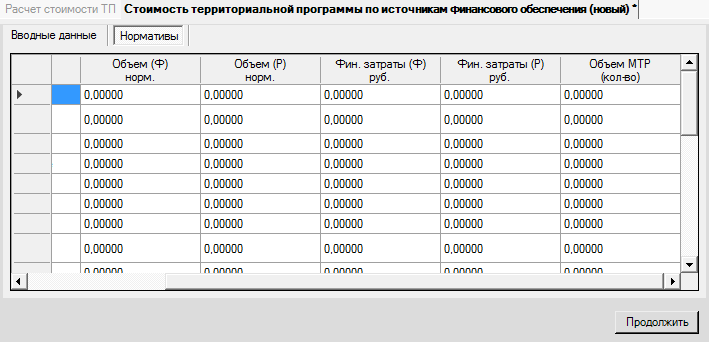 Расчет стоимости ТП Стоимость территориальной программы по источникам финансового обеспечения (новый) *
Вводные данные Нормативы
Объем (Ф) норм. Объем (Р) норм. Фин. затраты (Ф) руб. Фин. затраты (Р) руб. Объем МТР (кол-во)
0,00000 0,00000 0,00000 0,00000 0,00000
0,00000 0,00000 0,00000 0,00000 0,00000
0,00000 0,00000 0,00000 0,00000 0,00000
0,00000 0,00000 0,00000 0,00000 0,00000
0,00000 0,00000 0,00000 0,00000 0,00000
0,00000 0,00000 0,00000 0,00000 0,00000
0,00000 0,00000 0,00000 0,00000 0,00000
0,00000 0,00000 0,00000 0,00000 0,00000
0,00000 0,00000 0,00000 0,00000 0,00000
Продолжить